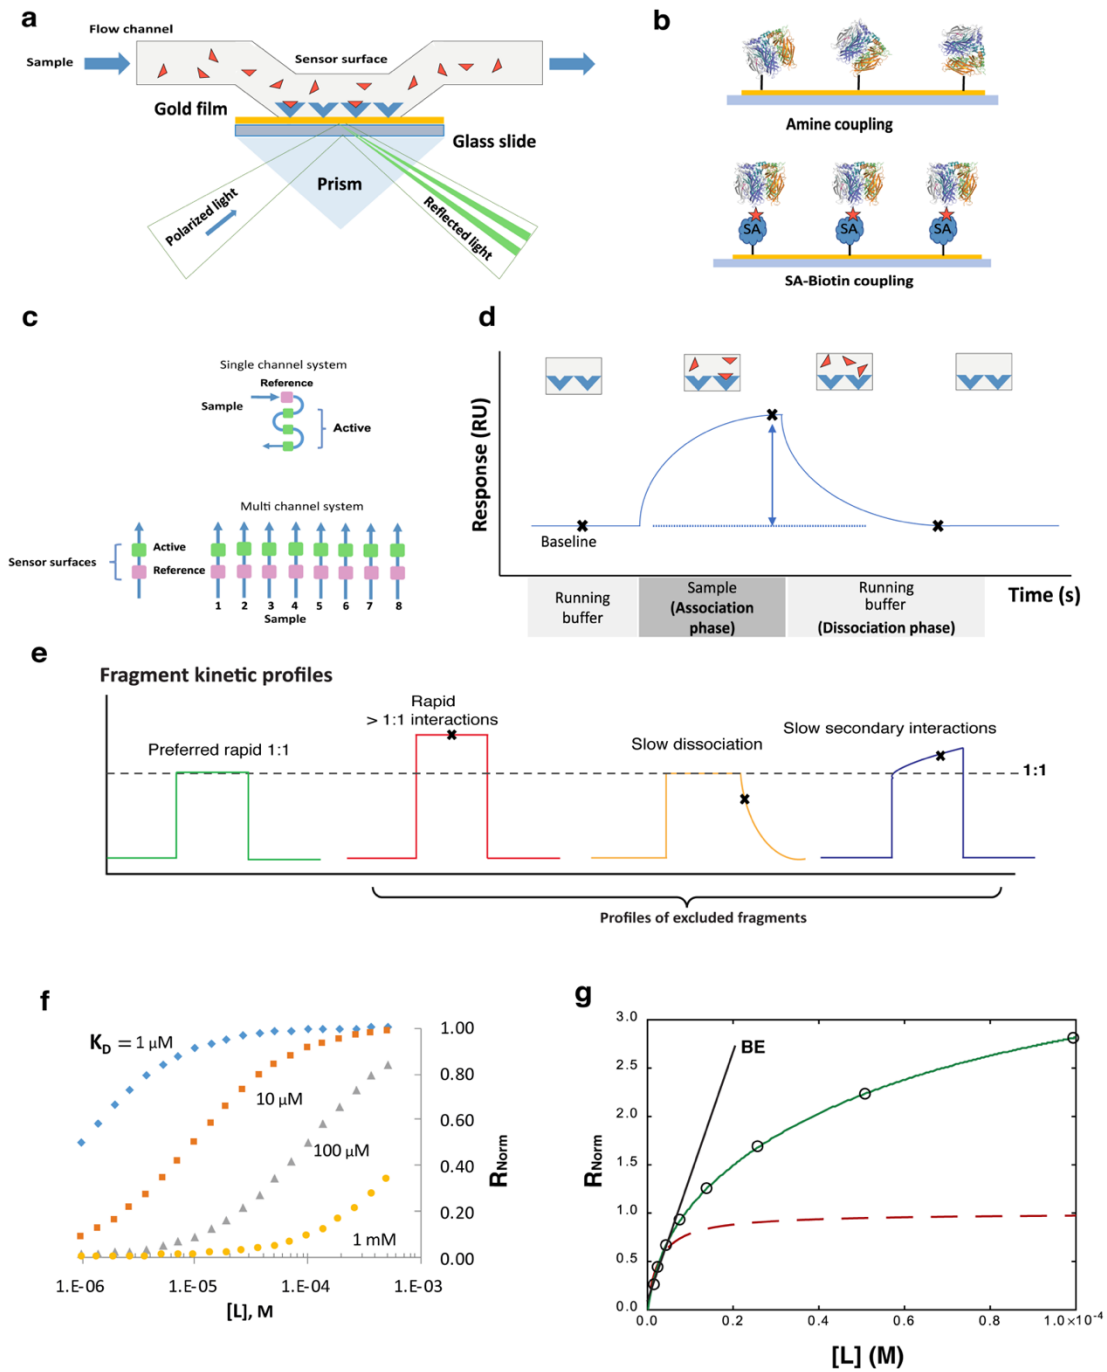 a
Flow channel
Sample
Sensor surface
Gold film
Glass slide
Prism
Polarized light
Reflected light
b
Amine coupling
SA
SA
SA
SA-Biotin coupling
c
Single channel system
Reference
Sample
Active
Multi channel system
Sensor surfaces
Active
Reference
1 2 3 4 5 6 7 8
Sample
d
Response (RU)
Baseline
Running
buffer
Sample
(Association
phase)
Running
buffer
(Dissociation phase)
Time (s)
e
Fragment kinetic profiles
Preferred rapid 1:1
Rapid
> 1:1 interactions
Slow dissociation
Slow secondary interactions
1:1
Profiles of excluded fragments
f
K_D = 1 μM
10 μM
100 μM
1 mM
1.00
0.80
0.60
0.40
0.20
0.00
R_Norm
1.E-06 1.E-05 1.E-04 1.E-03
[L], M
g
BE
R_Norm
3.0
2.5
2.0
1.5
1.0
0.5
0.0
0.0 0.2 0.4 0.6 0.8 1.0×10⁻⁴
[L] (M)